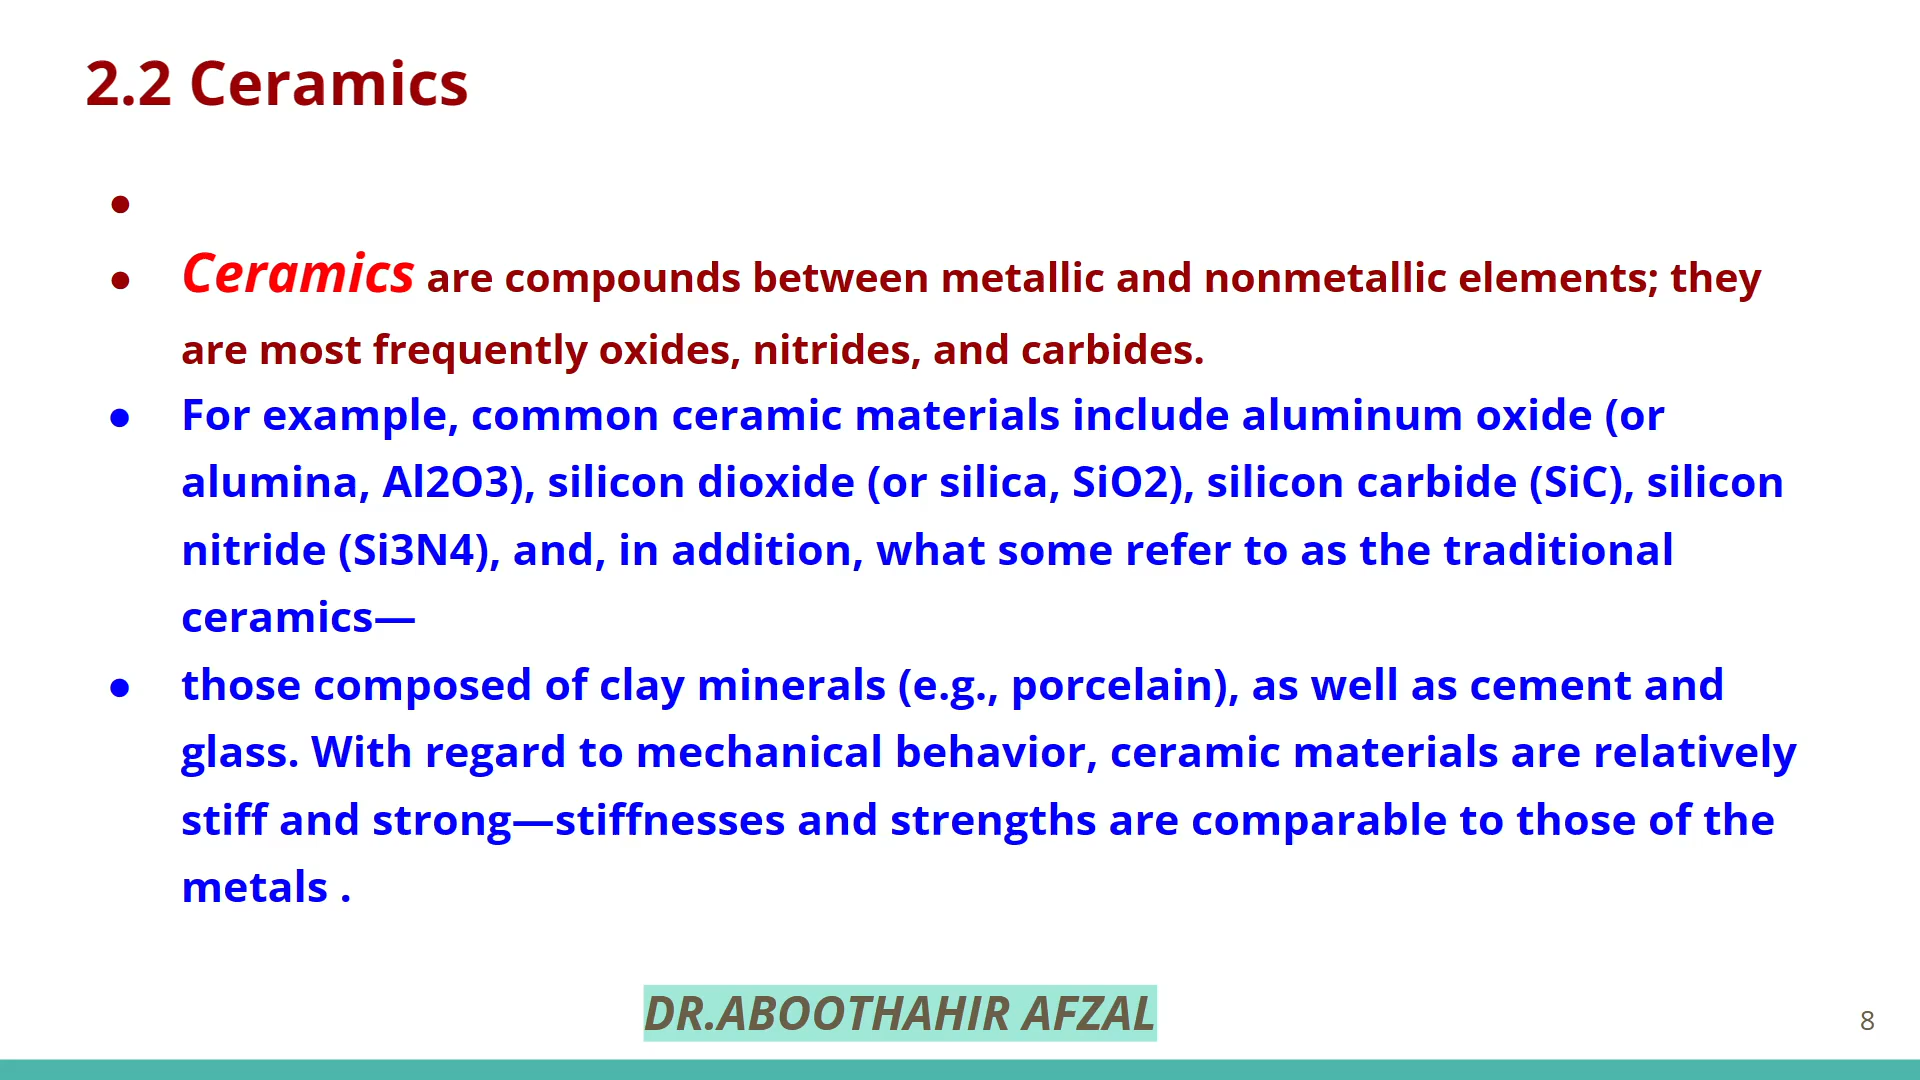 2.2 Ceramics
●
● Ceramics are compounds between metallic and nonmetallic elements; they
are most frequently oxides, nitrides, and carbides.
● For example, common ceramic materials include aluminum oxide (or
alumina, Al2O3), silicon dioxide (or silica, SiO2), silicon carbide (SiC), silicon
nitride (Si3N4), and, in addition, what some refer to as the traditional
ceramics—
● those composed of clay minerals (e.g., porcelain), as well as cement and
glass. With regard to mechanical behavior, ceramic materials are relatively
stiff and strong—stiffnesses and strengths are comparable to those of the
metals .
DR.ABOOTHAHIR AFZAL
8